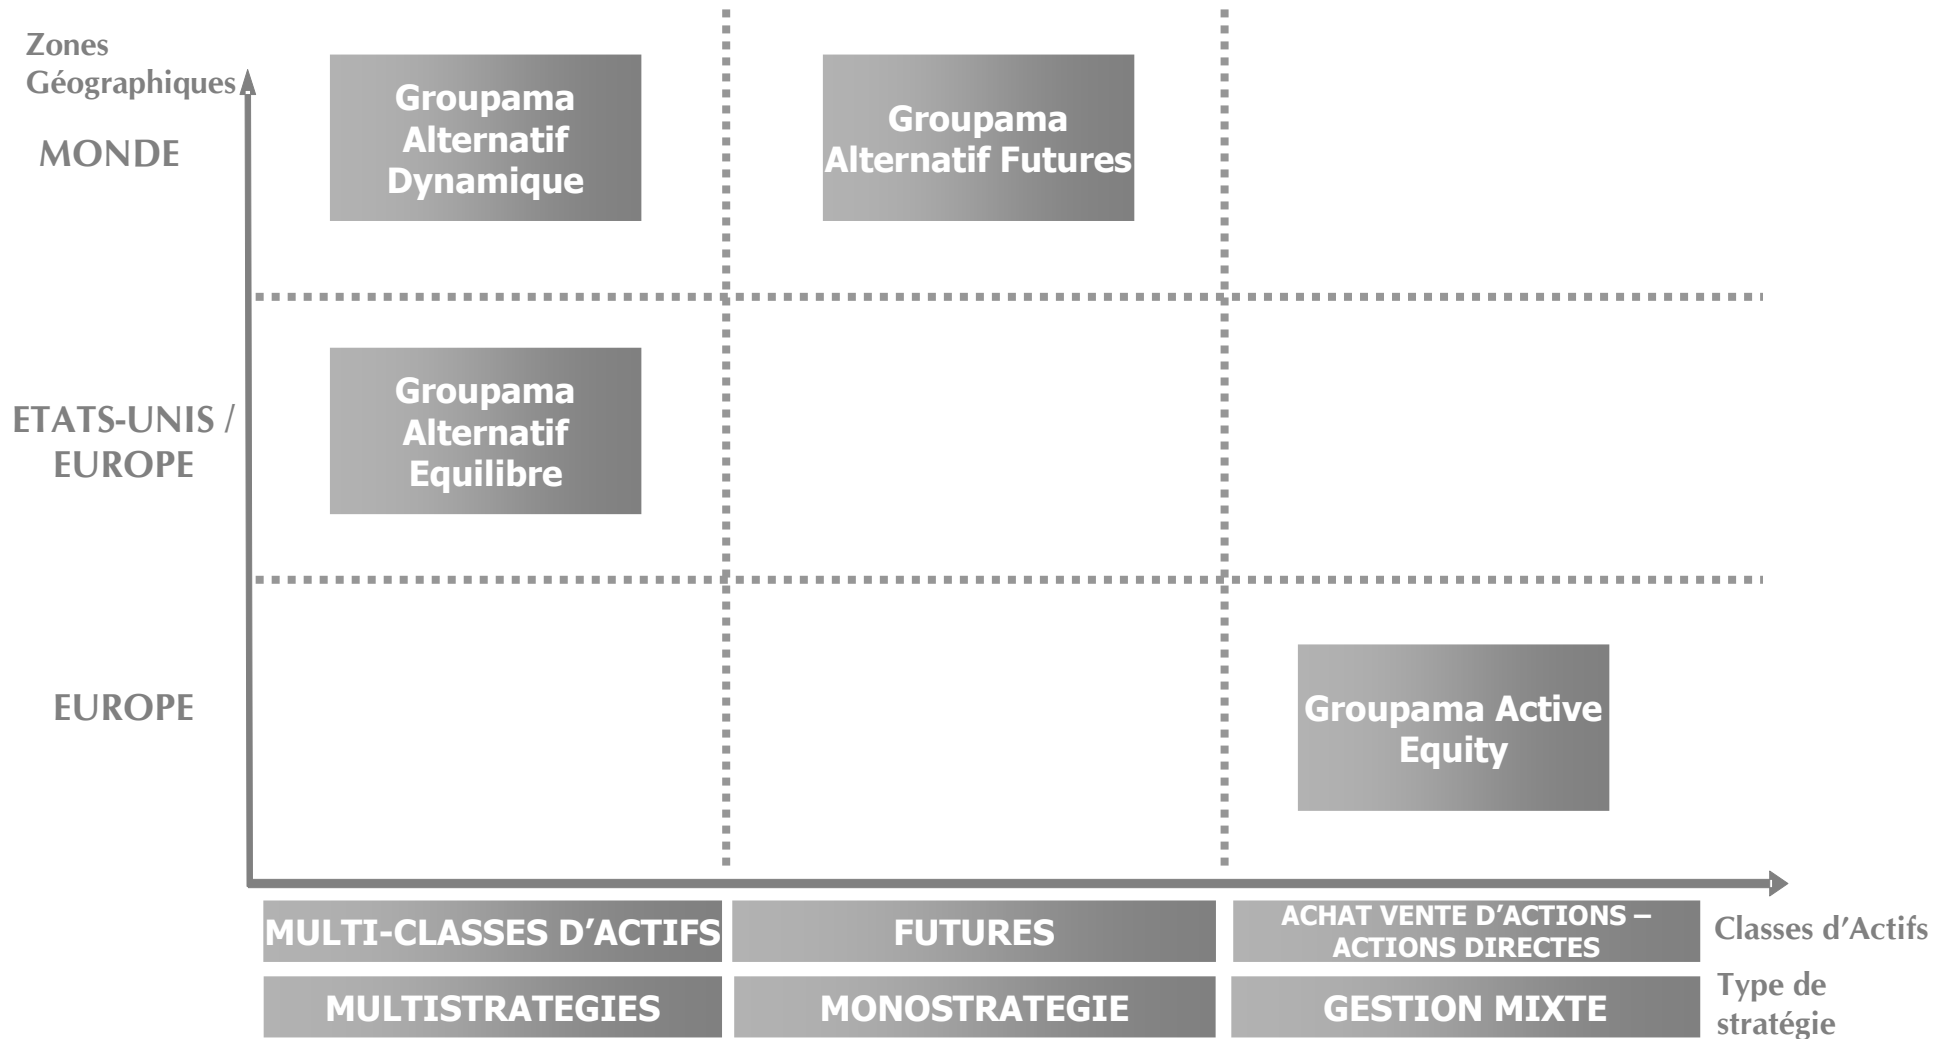 Zones
Géographiques
MONDE
Groupama
Alternatif
Dynamique
Groupama
Alternatif Futures
ETATS-UNIS /
EUROPE
Groupama
Alternatif
Equilibre
EUROPE
Groupama Active
Equity
MULTI-CLASSES D’ACTIFS
FUTURES
ACHAT VENTE D’ACTIONS –
ACTIONS DIRECTES
Classes d’Actifs
MULTISTRATEGIES
MONOSTRATEGIE
GESTION MIXTE
Type de
stratégie